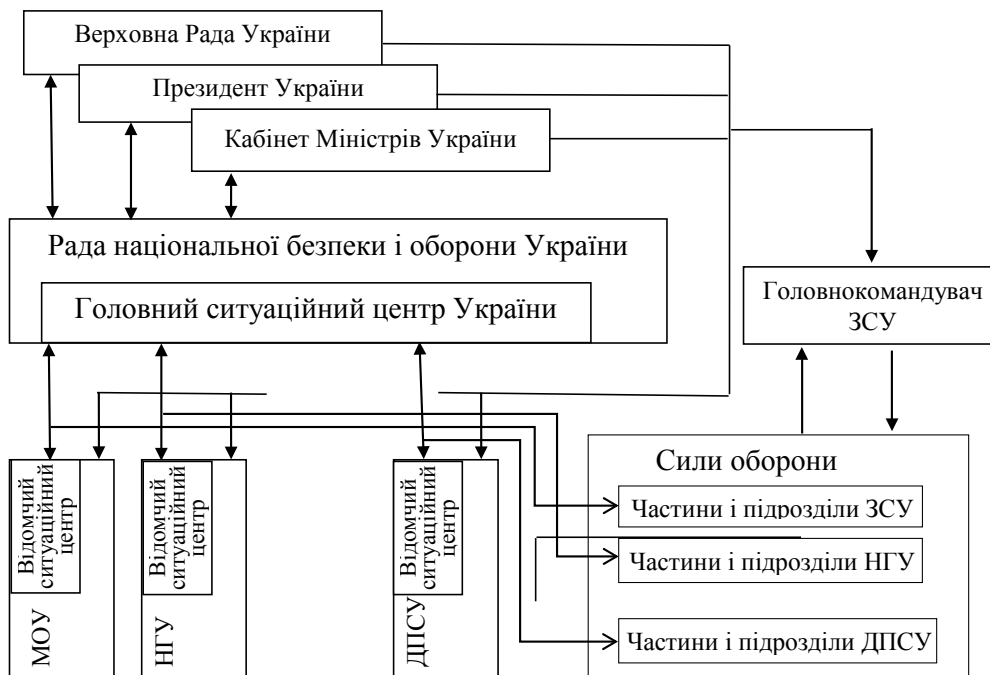 Верховна Рада України
Президент України
Кабінет Міністрів України
Рада національної безпеки і оборони України
Головний ситуаційний центр України
Головнокомандувач
ЗСУ
Відомчий
ситуаційний
центр
МОУ
Відомчий
ситуаційний
центр
НГУ
Відомчий
ситуаційний
центр
ДПСУ
Сили оборони
Частини і підрозділи ЗСУ
Частини і підрозділи НГУ
Частини і підрозділи ДПСУ